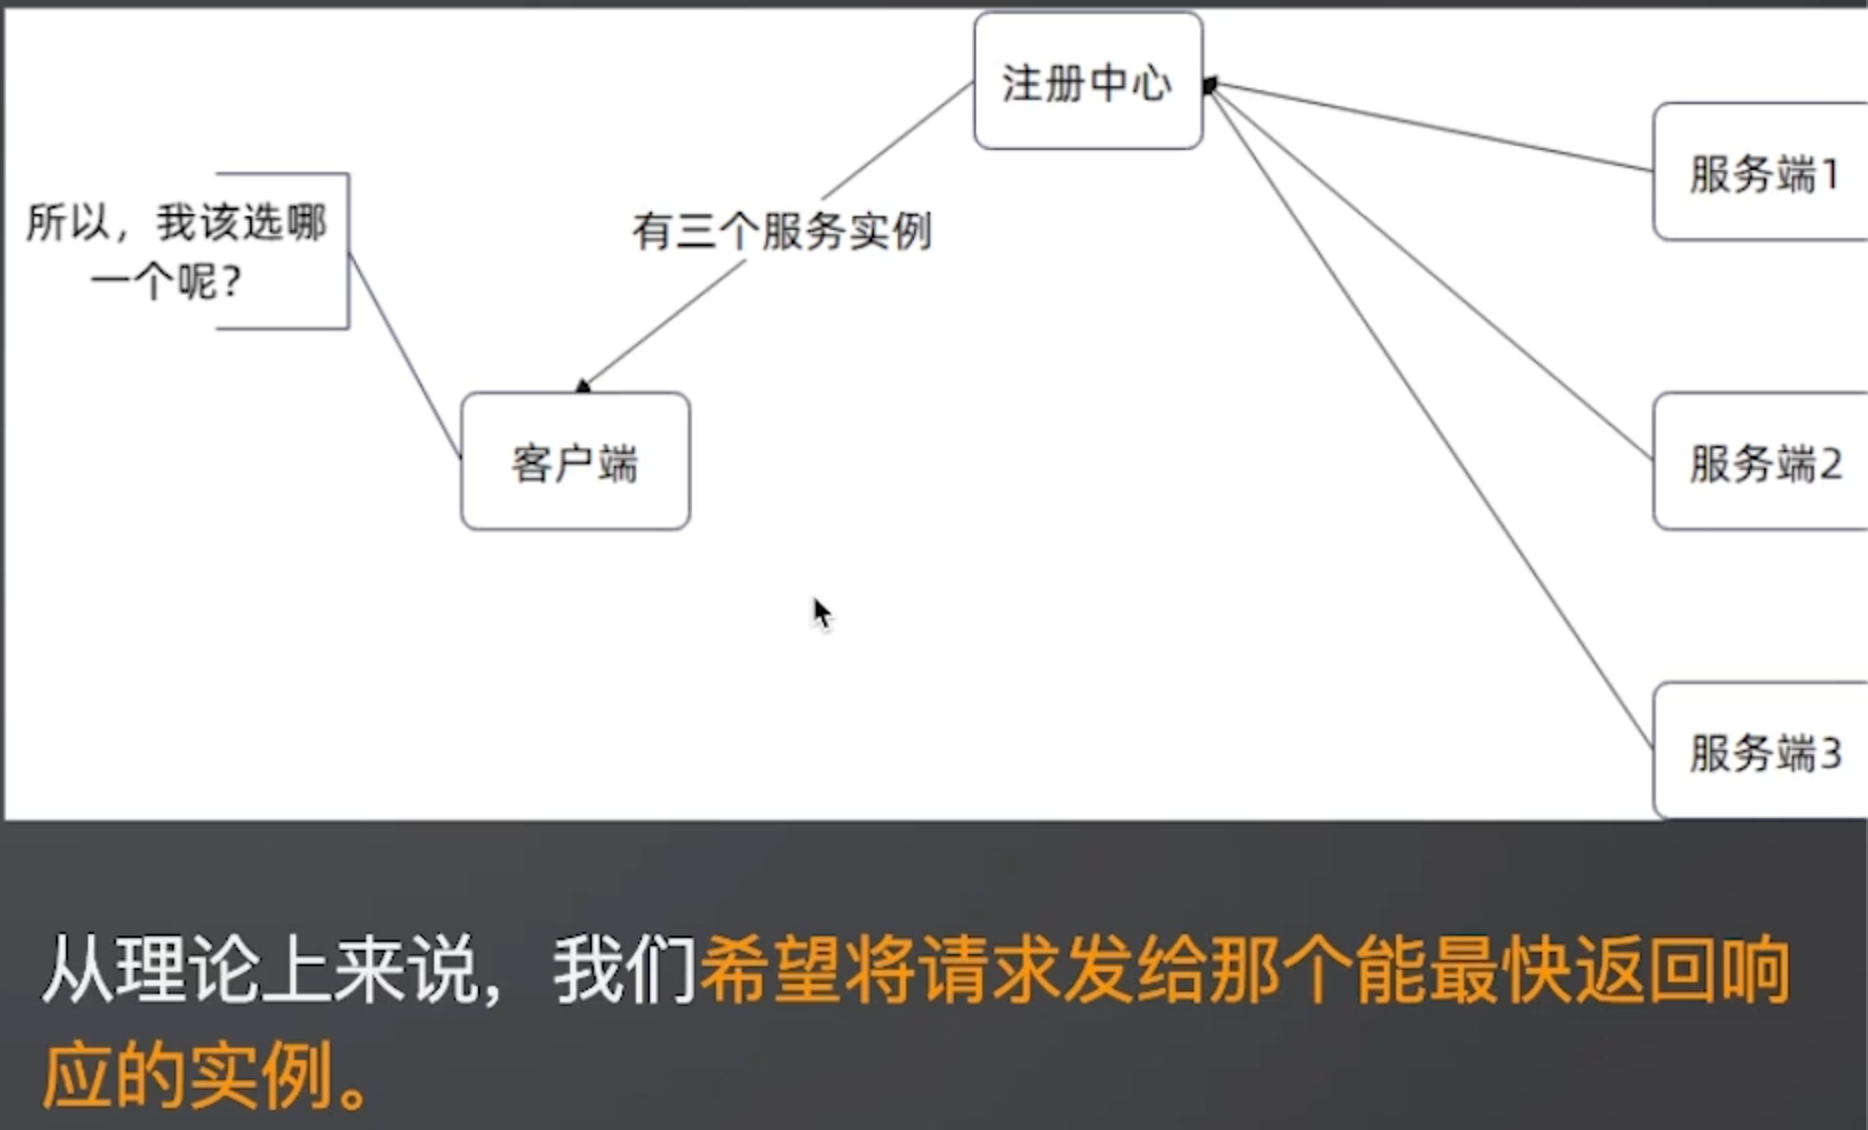 注册中心
服务端1
所以，我该选哪
一个呢？
有三个服务实例
客户端
服务端2
服务端3
从理论上来说，我们希望将请求发给那个能最快返回响
应的实例。